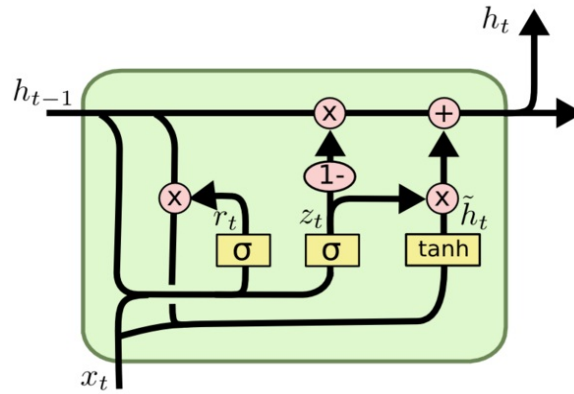 h_t
h_{t-1}
x
+
1-
x
r_t
z_t
x
h̃_t
σ
σ
tanh
x_t